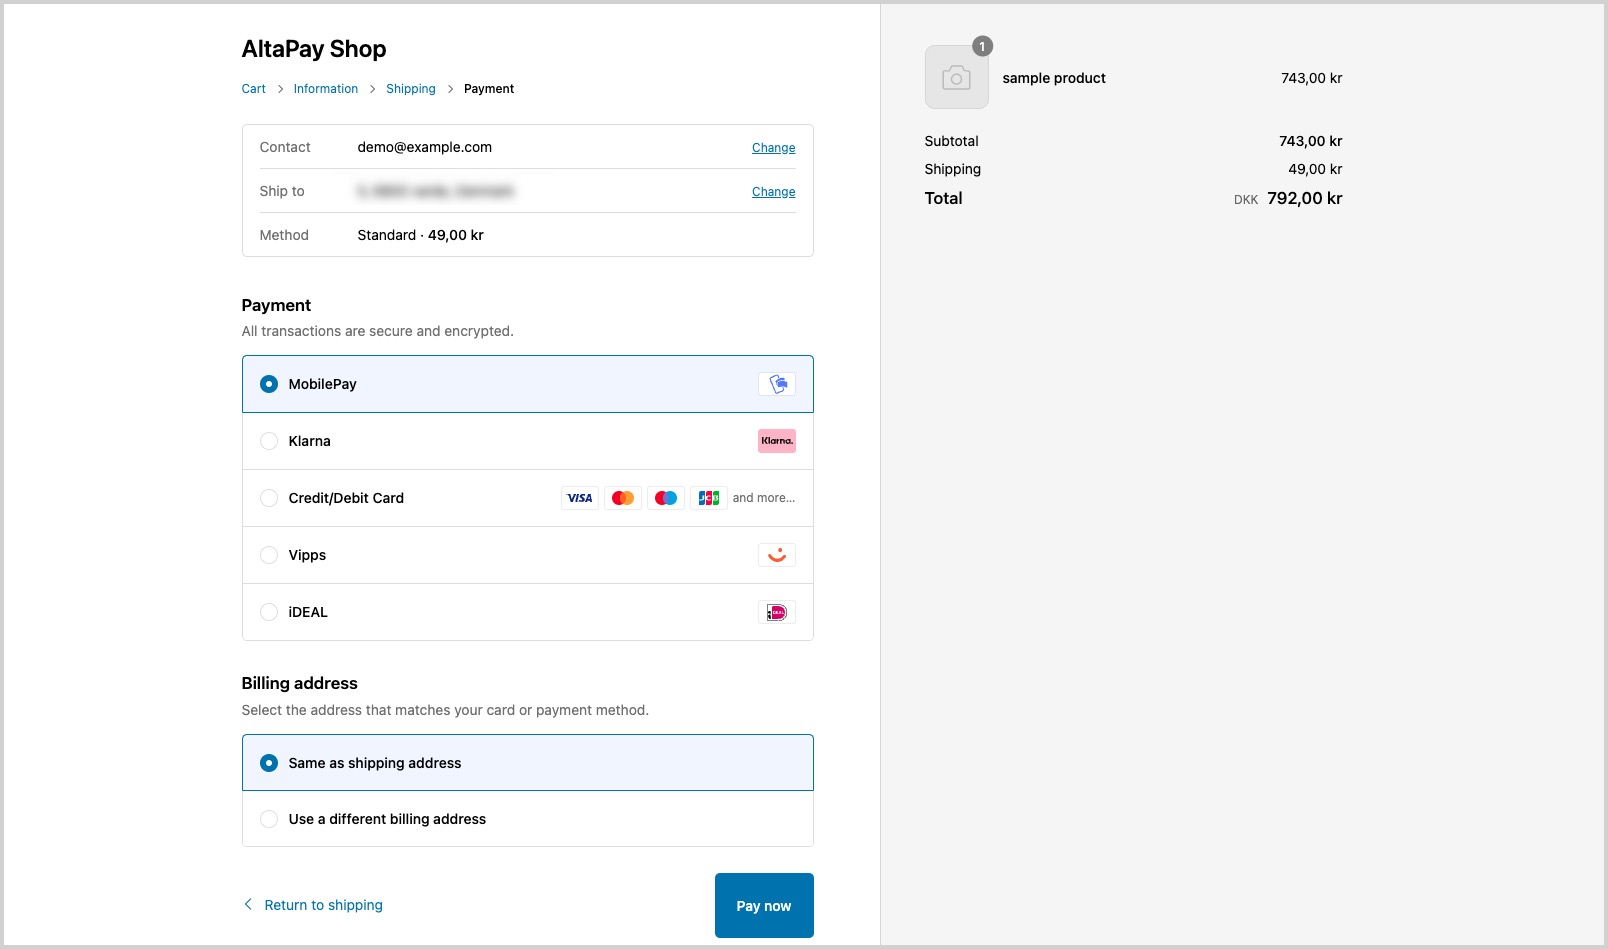 AltaPay Shop
Cart > Information > Shipping > Payment
Contact demo@example.com Change
Ship to Change
Method Standard · 49,00 kr
Payment
All transactions are secure and encrypted.
MobilePay
Klarna Klarna.
Credit/Debit Card VISA JCB and more...
Vipps
iDEAL iDEAL
Billing address
Select the address that matches your card or payment method.
Same as shipping address
Use a different billing address
Return to shipping Pay now
1
sample product 743,00 kr
Subtotal 743,00 kr
Shipping 49,00 kr
Total DKK 792,00 kr